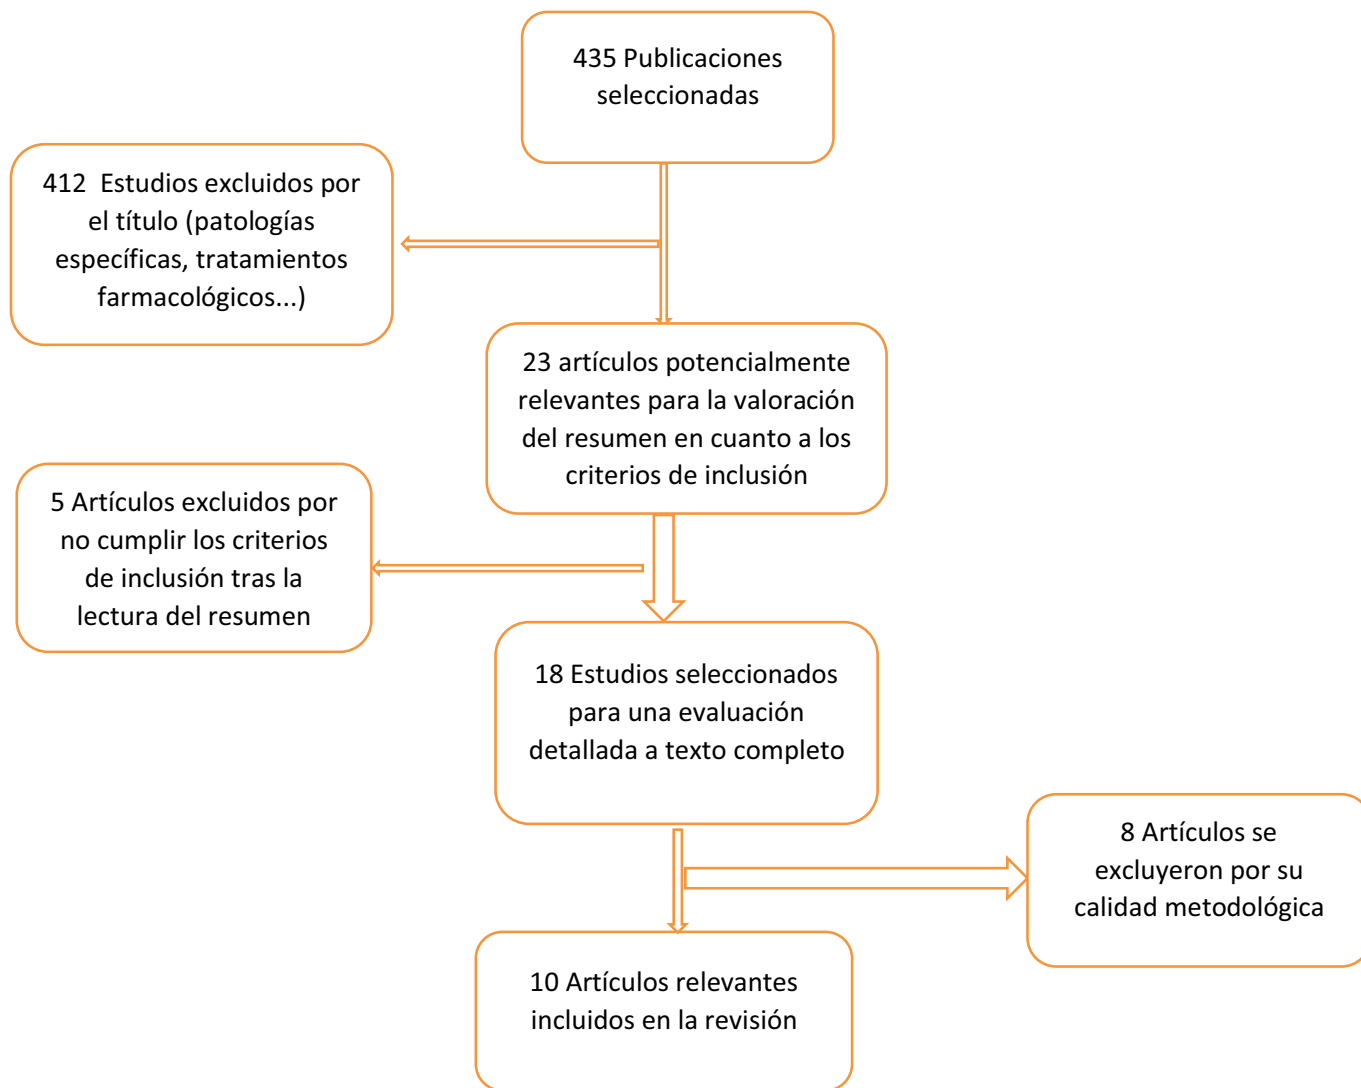 435 Publicaciones
seleccionadas
412 Estudios excluidos por
el título (patologías
específicas, tratamientos
farmacológicos...)
23 artículos potencialmente
relevantes para la valoración
del resumen en cuanto a los
criterios de inclusión
5 Artículos excluidos por
no cumplir los criterios
de inclusión tras la
lectura del resumen
18 Estudios seleccionados
para una evaluación
detallada a texto completo
8 Artículos se
excluyeron por su
calidad metodológica
10 Artículos relevantes
incluidos en la revisión